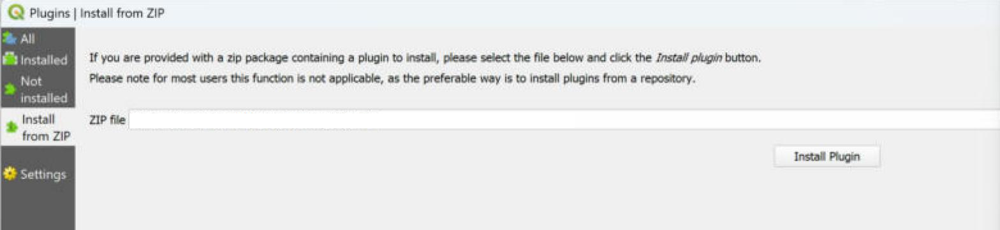 Plugins | Install from ZIP
All
Installed
Not
installed
Install
from ZIP
Settings
If you are provided with a zip package containing a plugin to install, please select the file below and click the Install plugin button.
Please note for most users this function is not applicable, as the preferable way is to install plugins from a repository.
ZIP file
Install Plugin